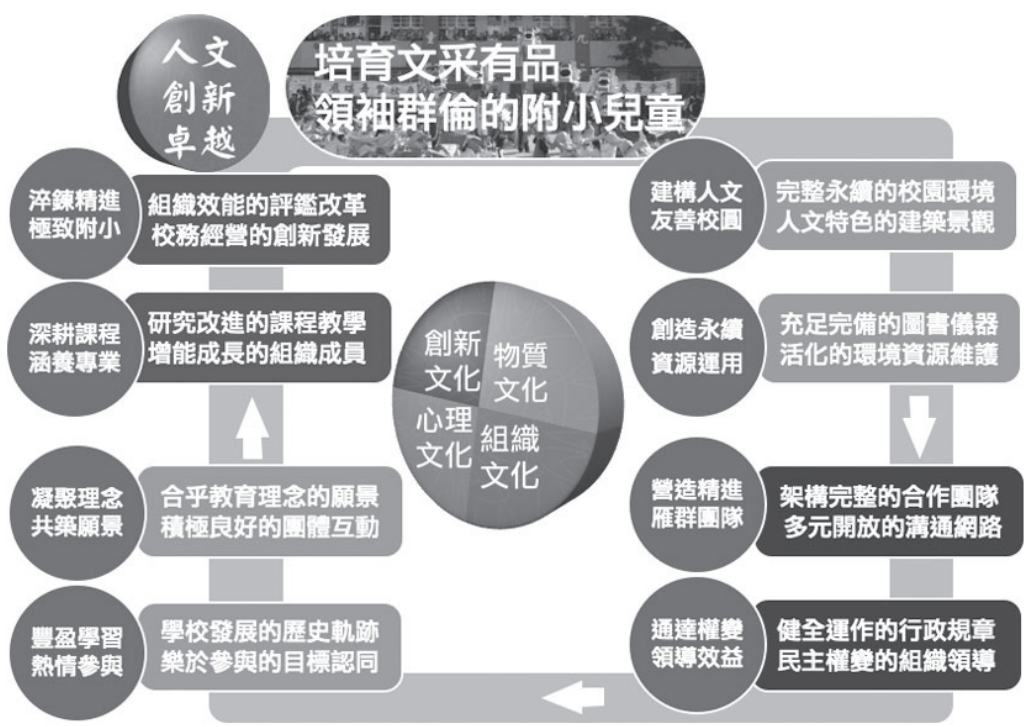 人文
創新
卓越
培育文采有品
領袖群倫的附小兒童
淬鍊精進
極致附小
組織效能的評鑑改革
校務經營的創新發展
深耕課程
涵養專業
研究改進的課程教學
增能成長的組織成員
凝聚理念
共築願景
合乎教育理念的願景
積極良好的團體互動
豐盈學習
熱情參與
學校發展的歷史軌跡
樂於參與的目標認同
創新
文化
物質
文化
心理
文化
組織
文化
建構人文
友善校園
完整永續的校園環境
人文特色的建築景觀
創造永續
資源運用
充足完備的圖書儀器
活化的環境資源維護
營造精進
雁群團隊
架構完整的合作團隊
多元開放的溝通網路
通達權變
領導效益
健全運作的行政規章
民主權變的組織領導